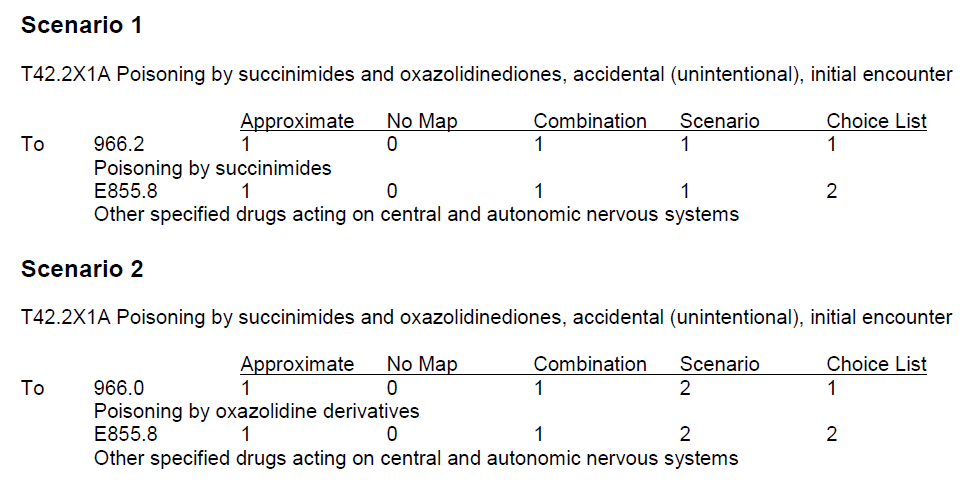 Scenario 1
T42.2X1A Poisoning by succinimides and oxazolidinediones, accidental (unintentional), initial encounter
Approximate No Map Combination Scenario Choice List
To 966.2 1 0 1 1 1
Poisoning by succinimides
E855.8 1 0 1 1 2
Other specified drugs acting on central and autonomic nervous systems
Scenario 2
T42.2X1A Poisoning by succinimides and oxazolidinediones, accidental (unintentional), initial encounter
Approximate No Map Combination Scenario Choice List
To 966.0 1 0 1 2 1
Poisoning by oxazolidine derivatives
E855.8 1 0 1 2 2
Other specified drugs acting on central and autonomic nervous systems